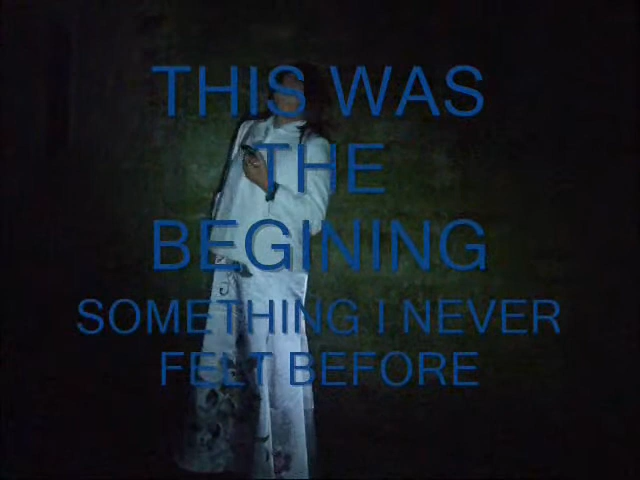 THIS WAS
THE
BEGINING
SOMETHING I NEVER
FELT BEFORE